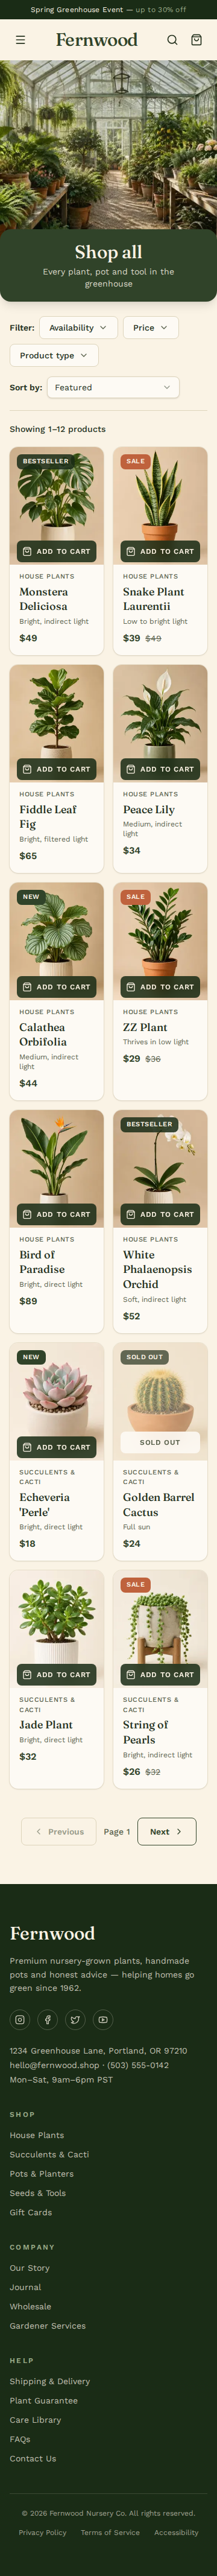 Spring Greenhouse Event — up to 30% off
Fernwood
Shop all
Every plant, pot and tool in the
greenhouse
Filter:
Availability
Price
Product type
Sort by:
Featured
Showing 1–12 products
BESTSELLER
ADD TO CART
HOUSE PLANTS
Monstera
Deliciosa
Bright, indirect light
$49
SALE
ADD TO CART
HOUSE PLANTS
Snake Plant
Laurentii
Low to bright light
$39 $49
ADD TO CART
HOUSE PLANTS
Fiddle Leaf
Fig
Bright, filtered light
$65
ADD TO CART
HOUSE PLANTS
Peace Lily
Medium, indirect
light
$34
NEW
ADD TO CART
HOUSE PLANTS
Calathea
Orbifolia
Medium, indirect
light
$44
SALE
ADD TO CART
HOUSE PLANTS
ZZ Plant
Thrives in low light
$29 $36
ADD TO CART
HOUSE PLANTS
Bird of
Paradise
Bright, direct light
$89
BESTSELLER
ADD TO CART
HOUSE PLANTS
White
Phalaenopsis
Orchid
Soft, indirect light
$52
NEW
ADD TO CART
SUCCULENTS &
CACTI
Echeveria
'Perle'
Bright, direct light
$18
SOLD OUT
SOLD OUT
SUCCULENTS &
CACTI
Golden Barrel
Cactus
Full sun
$24
ADD TO CART
SUCCULENTS &
CACTI
Jade Plant
Bright, direct light
$32
SALE
ADD TO CART
SUCCULENTS &
CACTI
String of
Pearls
Bright, indirect light
$26 $32
Previous
Page 1
Next
Fernwood
Premium nursery-grown plants, handmade
pots and honest advice — helping homes go
green since 1962.
1234 Greenhouse Lane, Portland, OR 97210
hello@fernwood.shop · (503) 555-0142
Mon–Sat, 9am–6pm PST
SHOP
House Plants
Succulents & Cacti
Pots & Planters
Seeds & Tools
Gift Cards
COMPANY
Our Story
Journal
Wholesale
Gardener Services
HELP
Shipping & Delivery
Plant Guarantee
Care Library
FAQs
Contact Us
© 2026 Fernwood Nursery Co. All rights reserved.
Privacy Policy
Terms of Service
Accessibility